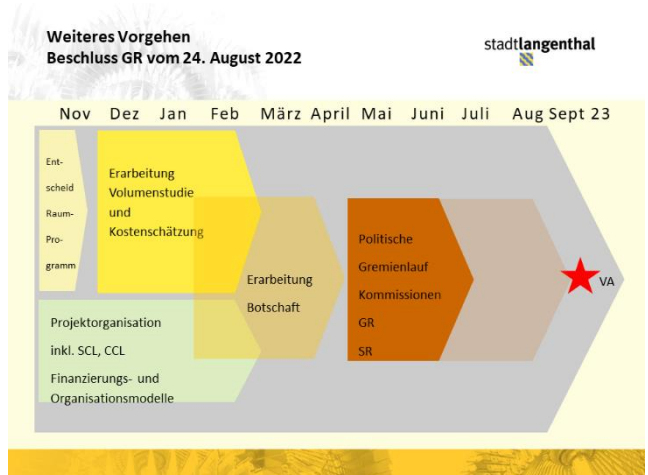 Weiteres Vorgehen
Beschluss GR vom 24. August 2022
stadtlangenthal
Nov Dez Jan Feb März April Mai Juni Juli Aug Sept 23
Ent-
scheid
Raum-
Pro-
gramm
Erarbeitung
Volumenstudie
und
Kostenschätzung
Erarbeitung
Botschaft
Politische
Gremienlauf
Kommissionen
GR
SR
VA
Projektorganisation
inkl. SCL, CCL
Finanzierungs- und
Organisationsmodelle